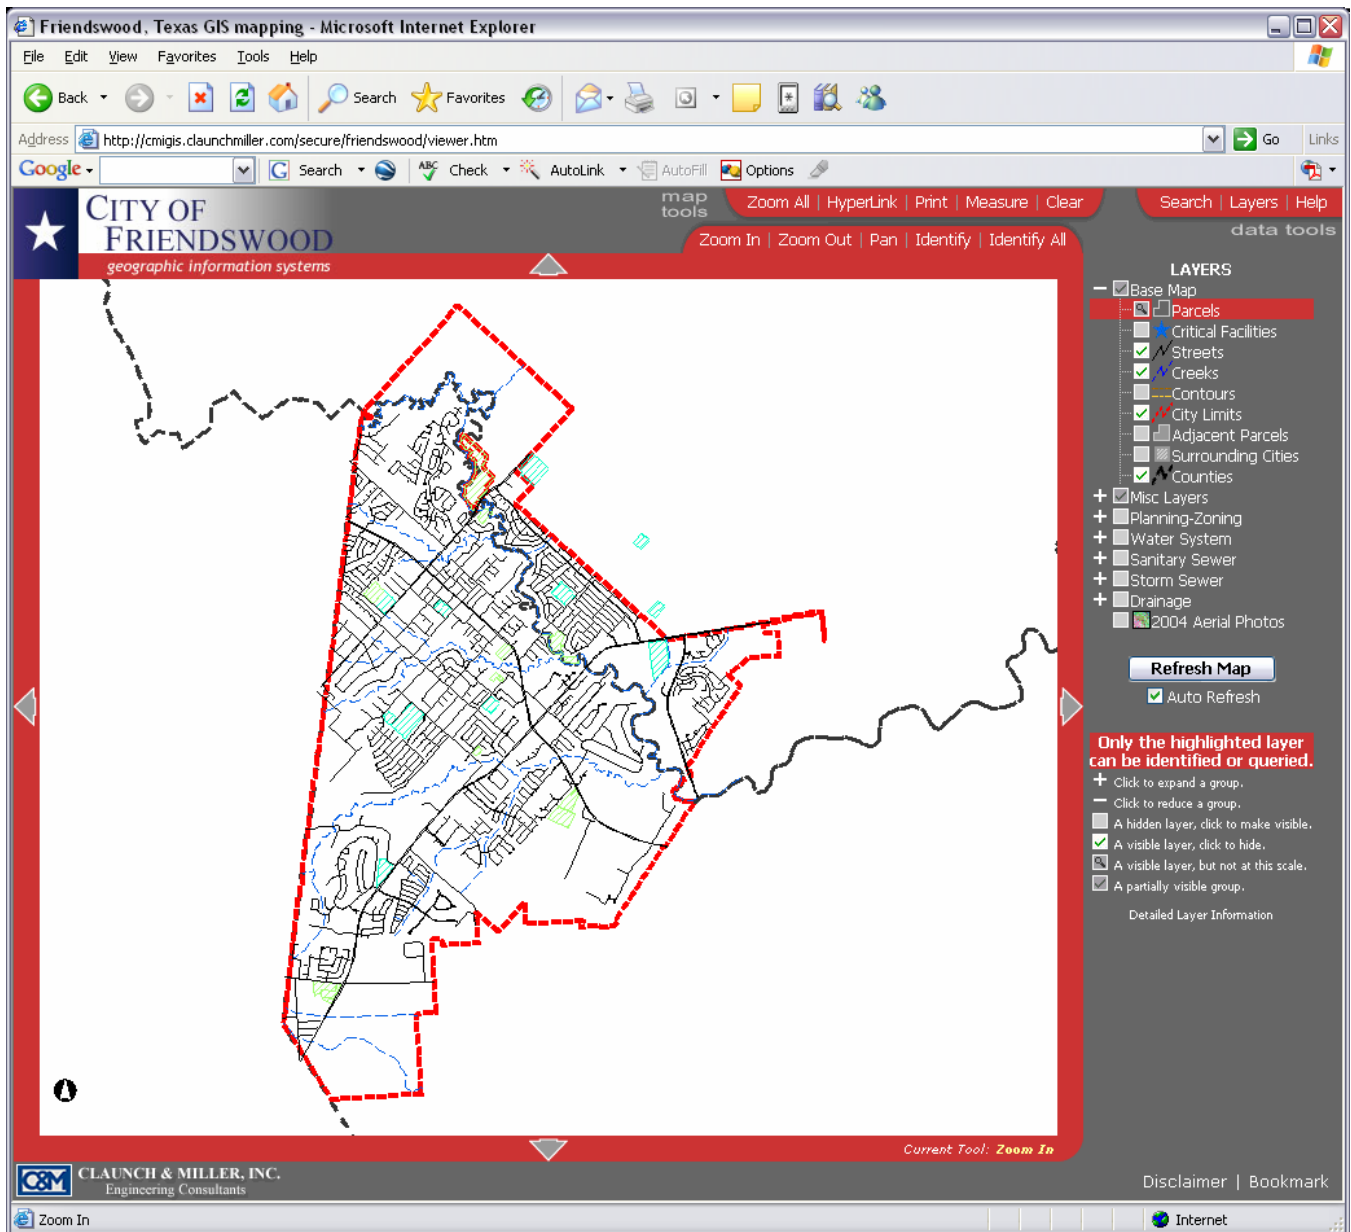 Friendswood, Texas GIS mapping - Microsoft Internet Explorer
File Edit View Favorites Tools Help
Back Search Favorites
Address http://cmigis.claunchmiller.com/secure/friendswood/viewer.htm Go Links
Google Search ABC Check AutoLink AutoFill Options
CITY OF
FRIENDSWOOD
geographic information systems
map
tools
Zoom All | HyperLink | Print | Measure | Clear
Zoom In | Zoom Out | Pan | Identify | Identify All
Search | Layers | Help
data tools
LAYERS
Base Map
Parcels
Critical Facilities
Streets
Creeks
Contours
City Limits
Adjacent Parcels
Surrounding Cities
Counties
Misc Layers
Planning-Zoning
Water System
Sanitary Sewer
Storm Sewer
Drainage
2004 Aerial Photos
Refresh Map
Auto Refresh
Only the highlighted layer
can be identified or queried.
Click to expand a group.
Click to reduce a group.
A hidden layer, click to make visible.
A visible layer, click to hide.
A visible layer, but not at this scale.
A partially visible group.
Detailed Layer Information
Current Tool: Zoom In
C&M CLAUNCH & MILLER, INC.
Engineering Consultants
Disclaimer | Bookmark
Zoom In Internet